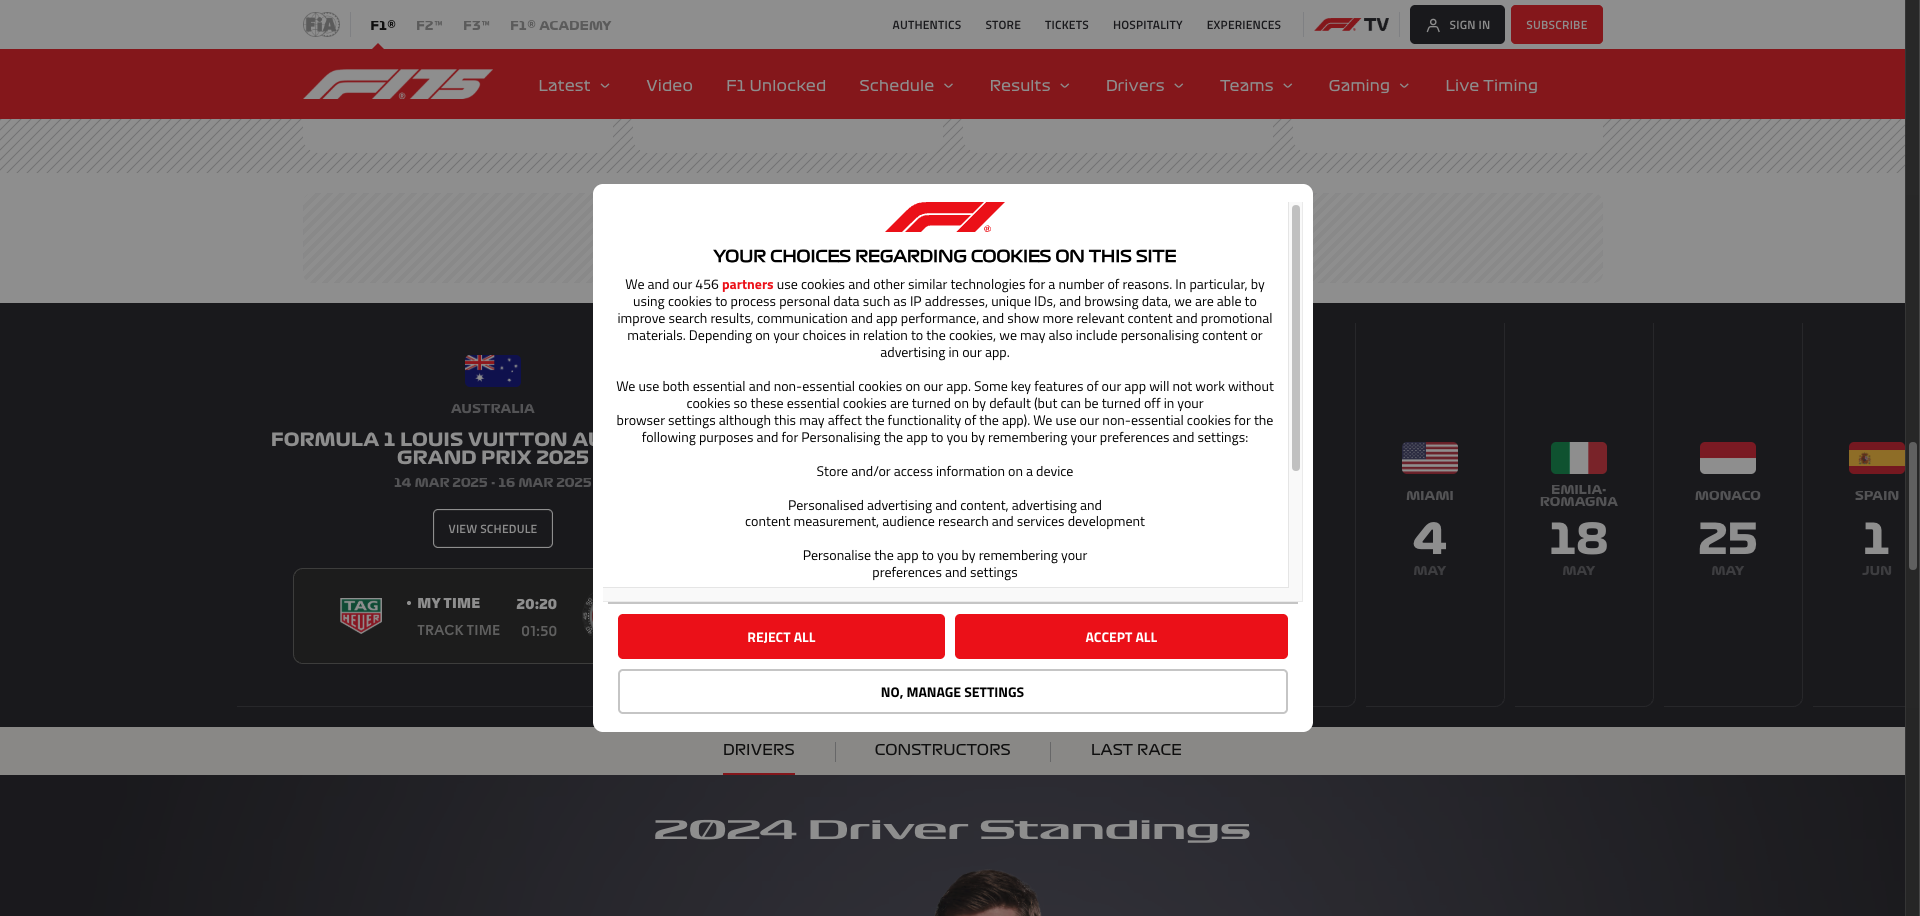 FiA
F1®
F2™
F3™
F1® ACADEMY
AUTHENTICS
STORE
TICKETS
HOSPITALITY
EXPERIENCES
F1 TV
SIGN IN
SUBSCRIBE
F1 75
Latest
Video
F1 Unlocked
Schedule
Results
Drivers
Teams
Gaming
Live Timing
F1®
YOUR CHOICES REGARDING COOKIES ON THIS SITE
We and our 456 partners use cookies and other similar technologies for a number of reasons. In particular, by
using cookies to process personal data such as IP addresses, unique IDs, and browsing data, we are able to
improve search results, communication and app performance, and show more relevant content and promotional
materials. Depending on your choices in relation to the cookies, we may also include personalising content or
advertising in our app.
We use both essential and non-essential cookies on our app. Some key features of our app will not work without
cookies so these essential cookies are turned on by default (but can be turned off in your
browser settings although this may affect the functionality of the app). We use our non-essential cookies for the
following purposes and for Personalising the app to you by remembering your preferences and settings:
Store and/or access information on a device
Personalised advertising and content, advertising and
content measurement, audience research and services development
Personalise the app to you by remembering your
preferences and settings
REJECT ALL
ACCEPT ALL
NO, MANAGE SETTINGS
AUSTRALIA
FORMULA 1 LOUIS VUITTON AU
GRAND PRIX 2025
14 MAR 2025 - 16 MAR 2025
VIEW SCHEDULE
TAG
HEUER
• MY TIME 20:20
TRACK TIME 01:50
MIAMI
4
MAY
EMILIA-
ROMAGNA
18
MAY
MONACO
25
MAY
SPAIN
1
JUN
DRIVERS
CONSTRUCTORS
LAST RACE
2024 Driver Standings